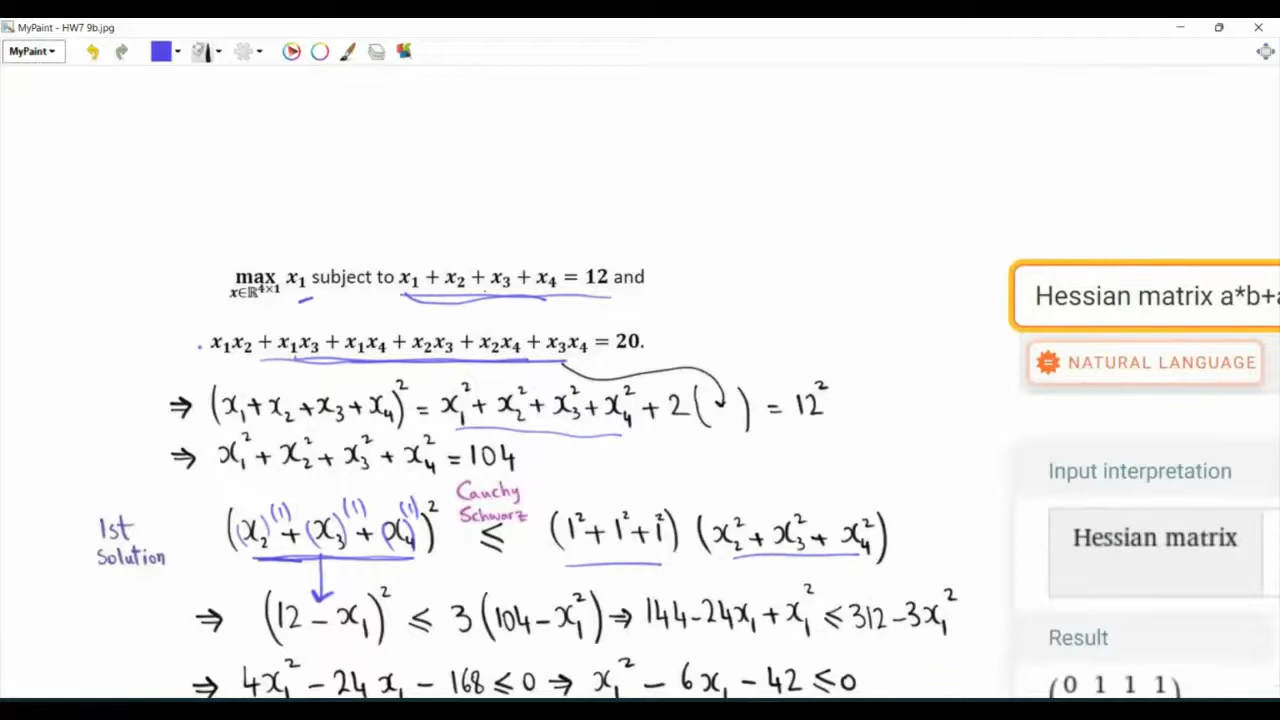 MyPaint - HW7 9b.jpg
MyPaint
max x₁ subject to x₁ + x₂ + x₃ + x₄ = 12 and
x∈ℝ⁴ˣ¹
x₁x₂ + x₁x₃ + x₁x₄ + x₂x₃ + x₂x₄ + x₃x₄ = 20.
⇒ (x₁+x₂+x₃+x₄)² = x₁² + x₂² + x₃² + x₄² + 2( ) = 12²
⇒ x₁² + x₂² + x₃² + x₄² = 104
1st Solution
((x₂)(1) + (x₃)(1) + (x₄)(1))² ≤ (1²+1²+1²) (x₂² + x₃² + x₄²)
Cauchy
Schwarz
⇒ (12 - x₁)² ≤ 3(104 - x₁²) ⇒ 144 - 24x₁ + x₁² ≤ 312 - 3x₁²
⇒ 4x₁² - 24x₁ - 168 ≤ 0 ⇒ x₁² - 6x₁ - 42 ≤ 0
Hessian matrix a*b+
NATURAL LANGUAGE
Input interpretation
Hessian matrix
Result
(0 1 1 1)